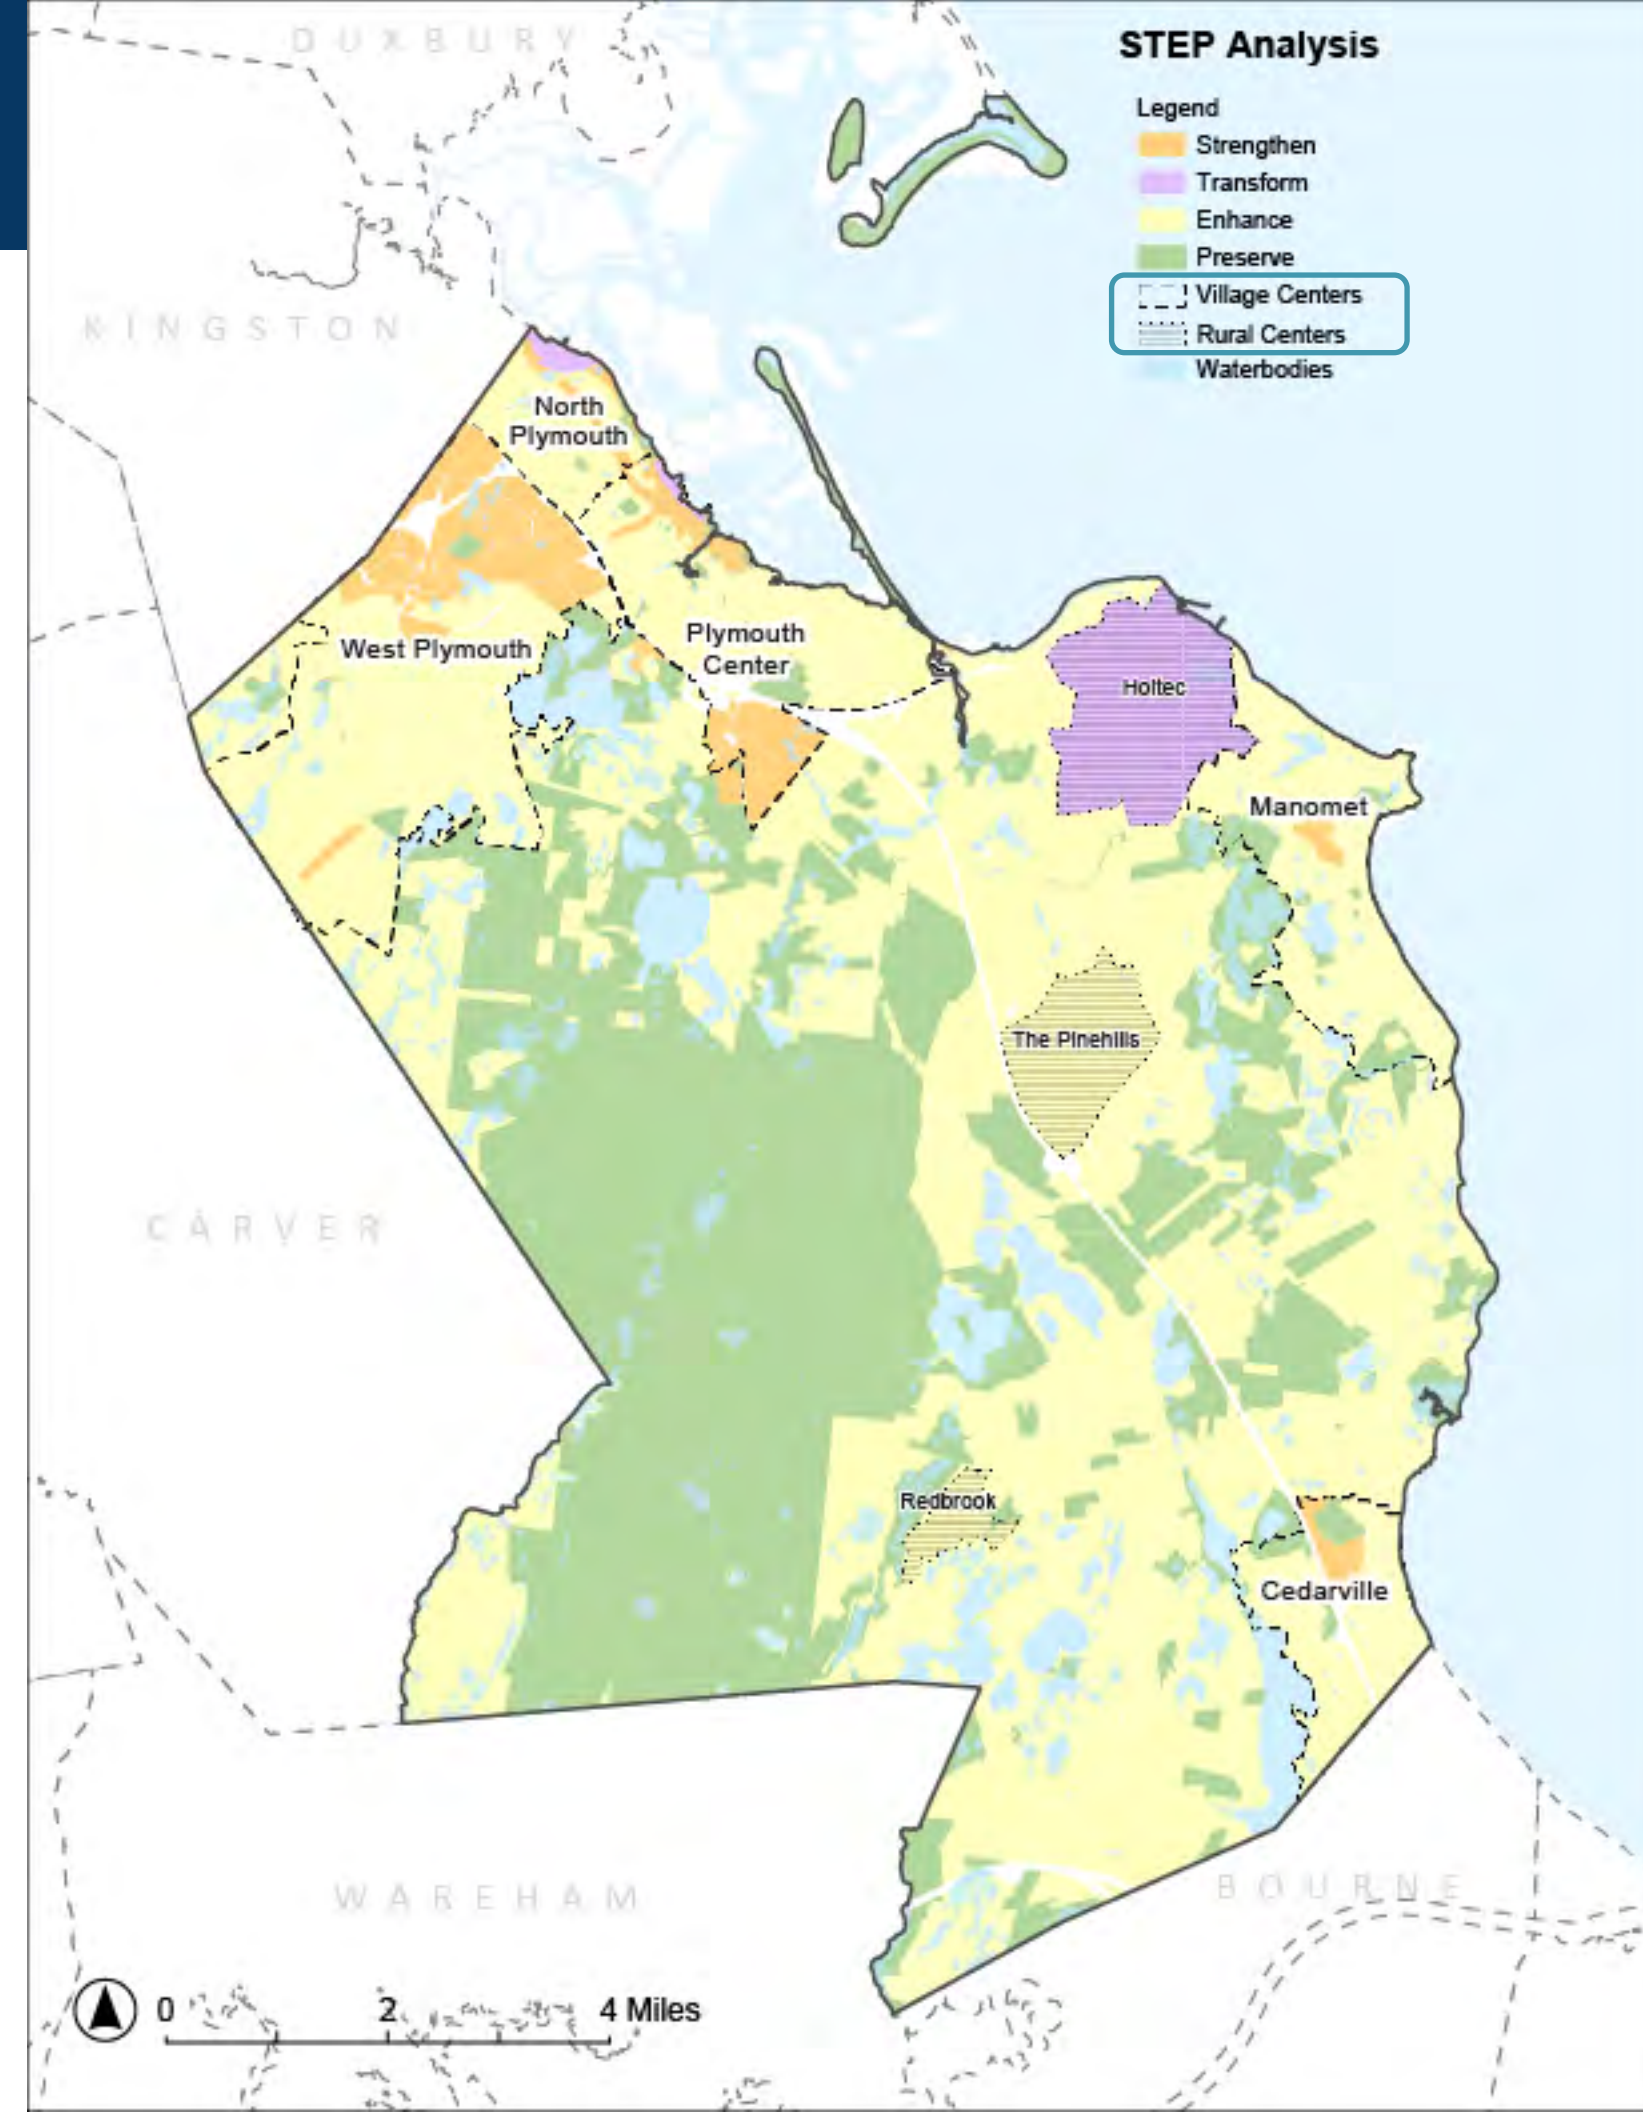 DUXBURY
STEP Analysis
Legend
Strengthen
Transform
Enhance
Preserve
Village Centers
Rural Centers
Waterbodies
KINGSTON
North
Plymouth
West Plymouth
Plymouth
Center
Holtec
Manomet
The Pinehills
CARVER
Redbrook
Cedarville
WAREHAM
BOURNE
0 2 4 Miles